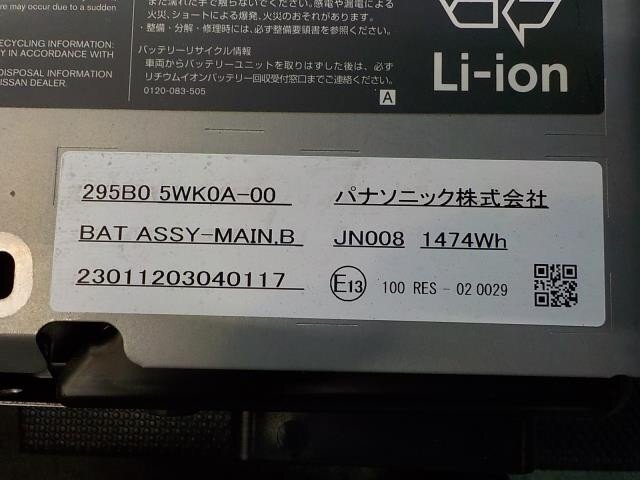 また濡れた手で触らないでください。感電や漏電による
火災、ショートによる爆発、火災のおそれがあります。
・整備・分解・修理時には、必ず整備要領書を参照ください。
may occur due to a sudden
ECYCLING INFORMATION:
Y IN ACCORDANCE WITH
DISPOSAL INFORMATION
ISSAN DEALER.
バッテリーリサイクル情報
車両からバッテリーユニットを取りはずした後は、必ず
リチウムイオンバッテリー回収受付窓口までご連絡ください。
0120-083-505
A
Li-ion
295B0 5WK0A-00 パナソニック株式会社
BAT ASSY-MAIN,B JN008 1474Wh
23011203040117 E13 100 RES - 02 0029